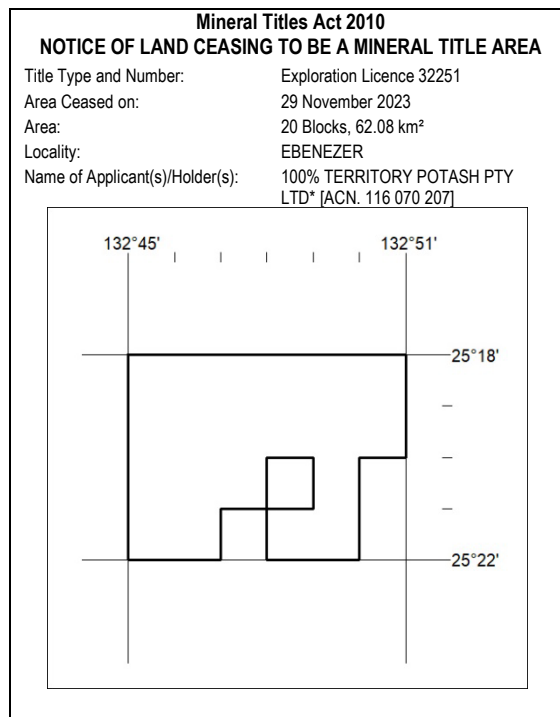 Mineral Titles Act 2010
NOTICE OF LAND CEASING TO BE A MINERAL TITLE AREA
Title Type and Number: Exploration Licence 32251
Area Ceased on: 29 November 2023
Area: 20 Blocks, 62.08 km²
Locality: EBENEZER
Name of Applicant(s)/Holder(s): 100% TERRITORY POTASH PTY
LTD* [ACN. 116 070 207]
132°45' 132°51'
25°18'
25°22'